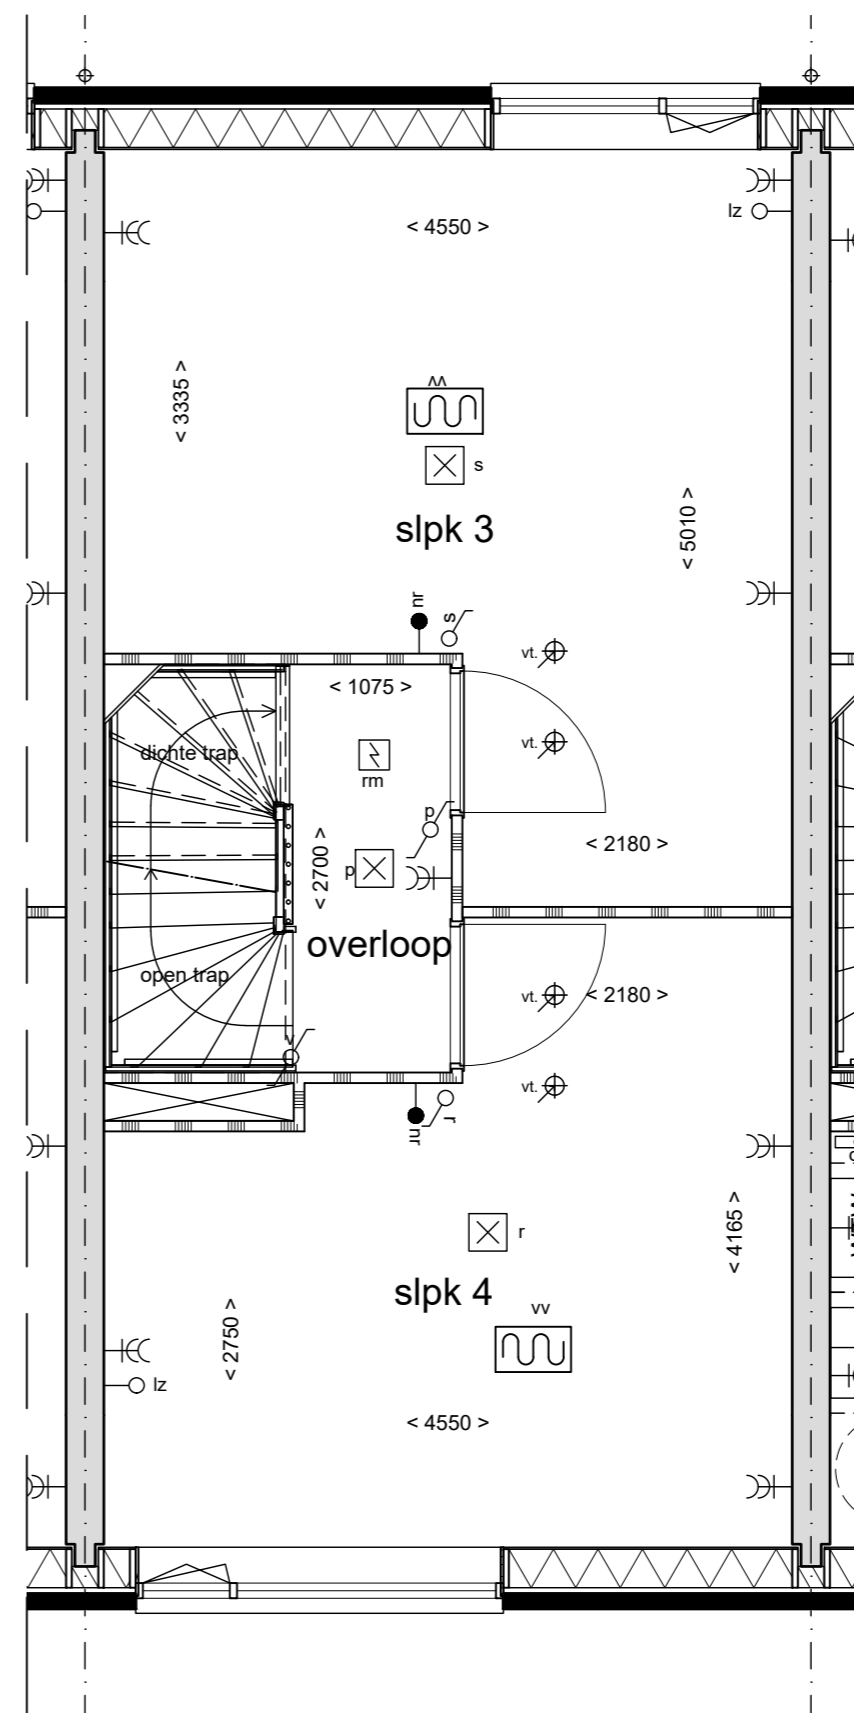 lz
< 4550 >
< 3335 >
s
< 5010 >
slpk 3
nr
s
vt.
< 1075 >
vt.
dichte trap
rm
p
< 2180 >
< 2700 >
p
overloop
open trap
vt.
< 2180 >
v
vt.
nr
r
r
< 4165 >
slpk 4
vv
< 2750 >
lz
< 4550 >